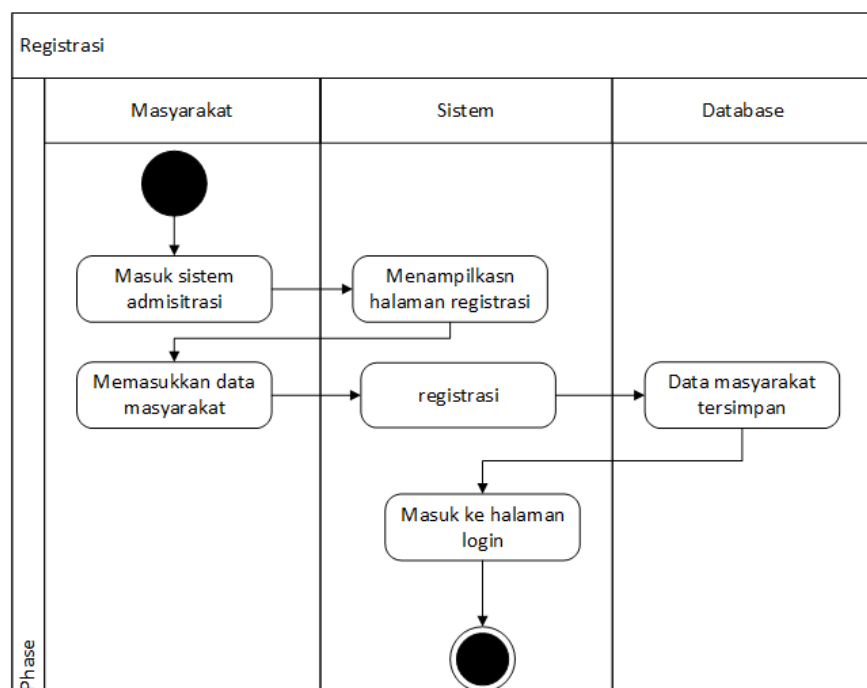 Registrasi
Masyarakat
Sistem
Database
Masuk sistem
admisitrasi
Menampilkasn
halaman registrasi
Memasukkan data
masyarakat
registrasi
Data masyarakat
tersimpan
Masuk ke halaman
login
Phase